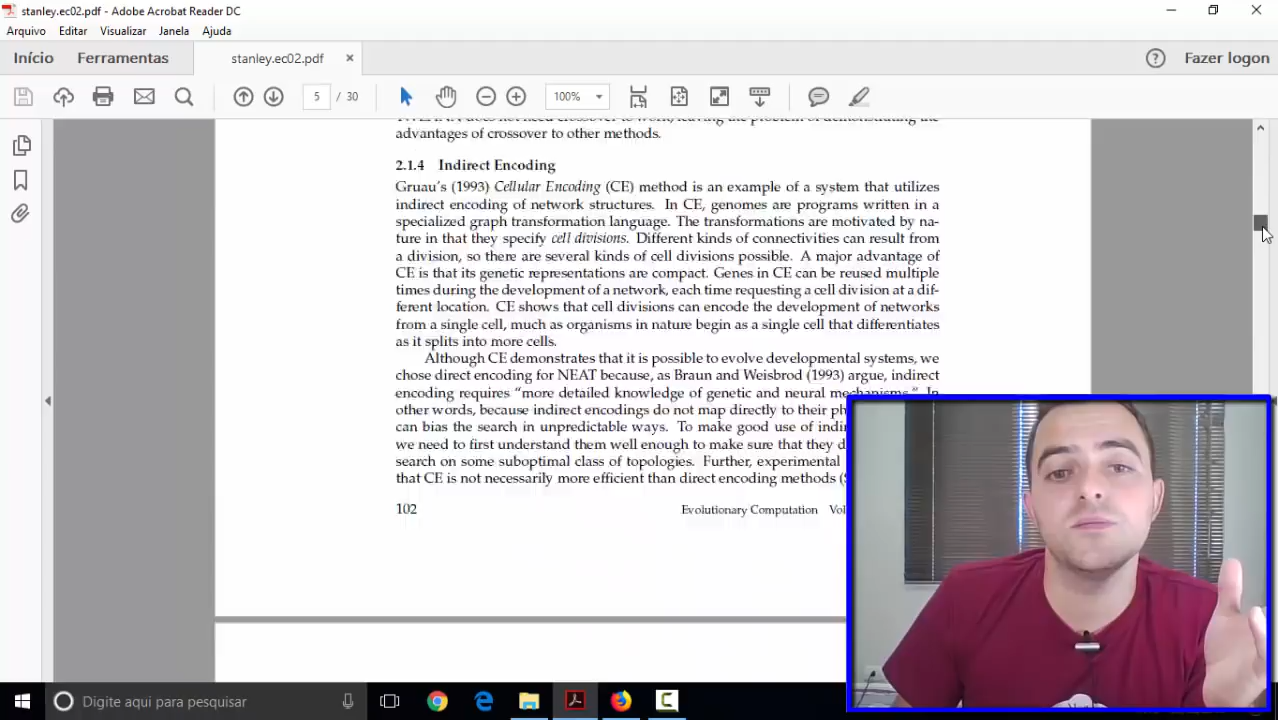 stanley.ec02.pdf - Adobe Acrobat Reader DC
Arquivo Editar Visualizar Janela Ajuda
Início Ferramentas stanley.ec02.pdf × ? Fazer logon
5 / 30 100%
advantages of crossover to other methods.
2.1.4 Indirect Encoding
Gruau's (1993) Cellular Encoding (CE) method is an example of a system that utilizes
indirect encoding of network structures. In CE, genomes are programs written in a
specialized graph transformation language. The transformations are motivated by na-
ture in that they specify cell divisions. Different kinds of connectivities can result from
a division, so there are several kinds of cell divisions possible. A major advantage of
CE is that its genetic representations are compact. Genes in CE can be reused multiple
times during the development of a network, each time requesting a cell division at a dif-
ferent location. CE shows that cell divisions can encode the development of networks
from a single cell, much as organisms in nature begin as a single cell that differentiates
as it splits into more cells.
Although CE demonstrates that it is possible to evolve developmental systems, we
chose direct encoding for NEAT because, as Braun and Weisbrod (1993) argue, indirect
encoding requires "more detailed knowledge of genetic and neural mechanisms." In
other words, because indirect encodings do not map directly to their
can bias the search in unpredictable ways. To make good use of
we need to first understand them well enough to make sure that they
search on some suboptimal class of topologies. Further, experimental
that CE is not necessarily more efficient than direct encoding methods
102 Evolutionary Computation
Digite aqui para pesquisar